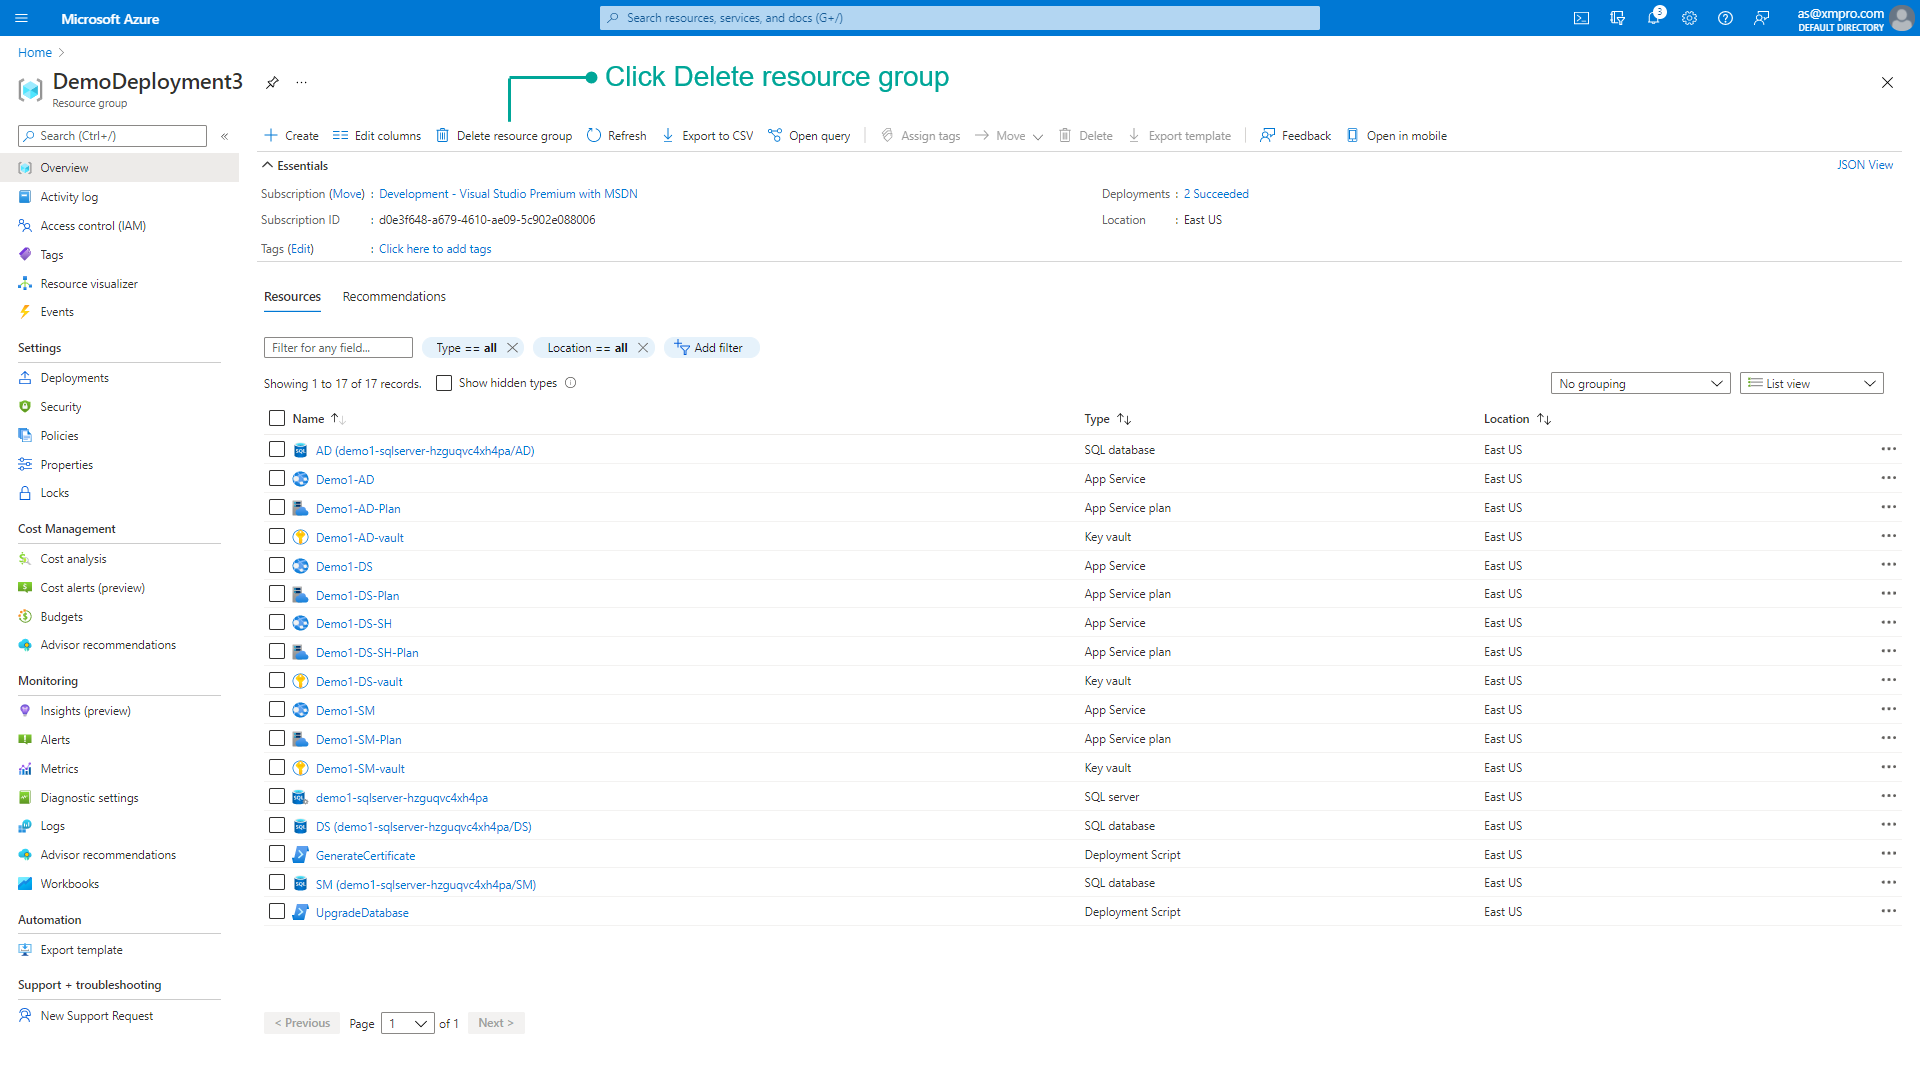 Microsoft Azure
Search resources, services, and docs (G+/)
3
as@xmpro.com
DEFAULT DIRECTORY
Home
DemoDeployment3
Resource group
Click Delete resource group
Search (Ctrl+/)
Create Edit columns Delete resource group Refresh Export to CSV Open query Assign tags Move Delete Export template Feedback Open in mobile
Overview
Activity log
Access control (IAM)
Tags
Resource visualizer
Events
Settings
Deployments
Security
Policies
Properties
Locks
Cost Management
Cost analysis
Cost alerts (preview)
Budgets
Advisor recommendations
Monitoring
Insights (preview)
Alerts
Metrics
Diagnostic settings
Logs
Advisor recommendations
Workbooks
Automation
Export template
Support + troubleshooting
New Support Request
Essentials
JSON View
Subscription (Move) : Development - Visual Studio Premium with MSDN
Deployments : 2 Succeeded
Subscription ID : d0e3f648-a679-4610-ae09-5c902e088006
Location : East US
Tags (Edit) : Click here to add tags
Resources Recommendations
Filter for any field... Type == all Location == all Add filter
Showing 1 to 17 of 17 records. Show hidden types No grouping List view
Name Type Location
AD (demo1-sqlserver-hzguqvc4xh4pa/AD) SQL database East US
Demo1-AD App Service East US
Demo1-AD-Plan App Service plan East US
Demo1-AD-vault Key vault East US
Demo1-DS App Service East US
Demo1-DS-Plan App Service plan East US
Demo1-DS-SH App Service East US
Demo1-DS-SH-Plan App Service plan East US
Demo1-DS-vault Key vault East US
Demo1-SM App Service East US
Demo1-SM-Plan App Service plan East US
Demo1-SM-vault Key vault East US
demo1-sqlserver-hzguqvc4xh4pa SQL server East US
DS (demo1-sqlserver-hzguqvc4xh4pa/DS) SQL database East US
GenerateCertificate Deployment Script East US
SM (demo1-sqlserver-hzguqvc4xh4pa/SM) SQL database East US
UpgradeDatabase Deployment Script East US
< Previous Page 1 of 1 Next >